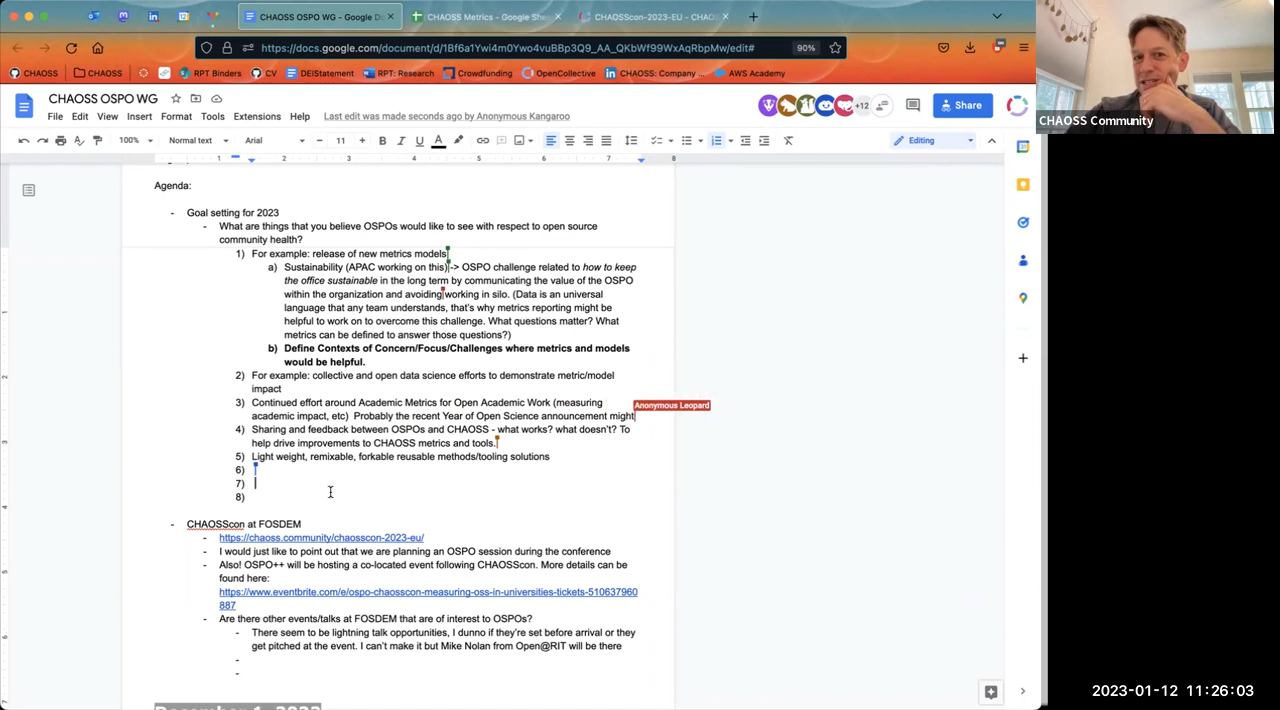 CHAOSS OSPO WG - Google D
CHAOSS Metrics - Google She
CHAOSScon-2023-EU - CHAO
https://docs.google.com/document/d/1Bf6a1Ywi4m0Ywo4vuBBp3Q9_AA_QKbWf99WxAqRbpMw/edit#
90%
CHAOSS
CHAOSS
RPT Binders
CV
DEIStatement
RPT: Research
Crowdfunding
OpenCollective
CHAOSS: Company ...
AWS Academy
CHAOSS Community
CHAOSS OSPO WG
+12
Share
File Edit View Insert Format Tools Extensions Help Last edit was made seconds ago by Anonymous Kangaroo
100% Normal text Arial 11 Editing
1 1 2 3 4 5 6 7 8
Agenda:
- Goal setting for 2023
- What are things that you believe OSPOs would like to see with respect to open source
community health?
1) For example: release of new metrics models
a) Sustainability (APAC working on this) -> OSPO challenge related to how to keep
the office sustainable in the long term by communicating the value of the OSPO
within the organization and avoiding working in silo. (Data is an universal
language that any team understands, that's why metrics reporting might be
helpful to work on to overcome this challenge. What questions matter? What
metrics can be defined to answer those questions?)
b) Define Contexts of Concern/Focus/Challenges where metrics and models
would be helpful.
2) For example: collective and open data science efforts to demonstrate metric/model
impact
3) Continued effort around Academic Metrics for Open Academic Work (measuring
Anonymous Leopard
academic impact, etc) Probably the recent Year of Open Science announcement might
4) Sharing and feedback between OSPOs and CHAOSS - what works? what doesn't? To
help drive improvements to CHAOSS metrics and tools.
5) Light weight, remixable, forkable reusable methods/tooling solutions
6)
7)
8)
- CHAOSScon at FOSDEM
- https://chaoss.community/chaosscon-2023-eu/
- I would just like to point out that we are planning an OSPO session during the conference
- Also! OSPO++ will be hosting a co-located event following CHAOSScon. More details can be
found here:
https://www.eventbrite.com/e/ospo-chaosscon-measuring-oss-in-universities-tickets-510637960
887
- Are there other events/talks at FOSDEM that are of interest to OSPOs?
- There seem to be lightning talk opportunities, I dunno if they're set before arrival or they
get pitched at the event. I can't make it but Mike Nolan from Open@RIT will be there
-
-
December 1, 2022
2023-01-12 11:26:03